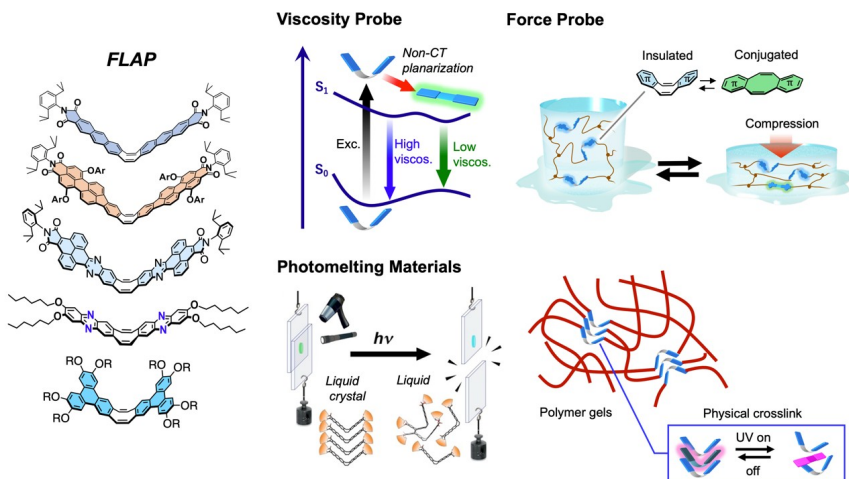 FLAP
N
O
O
O
O
N
N
O
O
OAr
ArO
OAr
ArO
O
O
N
N
O
O
N
N
N
N
O
O
N
O
O
N
N
N
N
O
O
RO
OR
RO
OR
RO
OR
RO
OR
Viscosity Probe
Non-CT
planarization
S1
Exc.
High
viscos.
Low
viscos.
S0
Force Probe
Insulated
Conjugated
π
π
π
π
Compression
Photomelting Materials
hν
Liquid
crystal
Liquid
Polymer gels
Physical crosslink
UV on
off